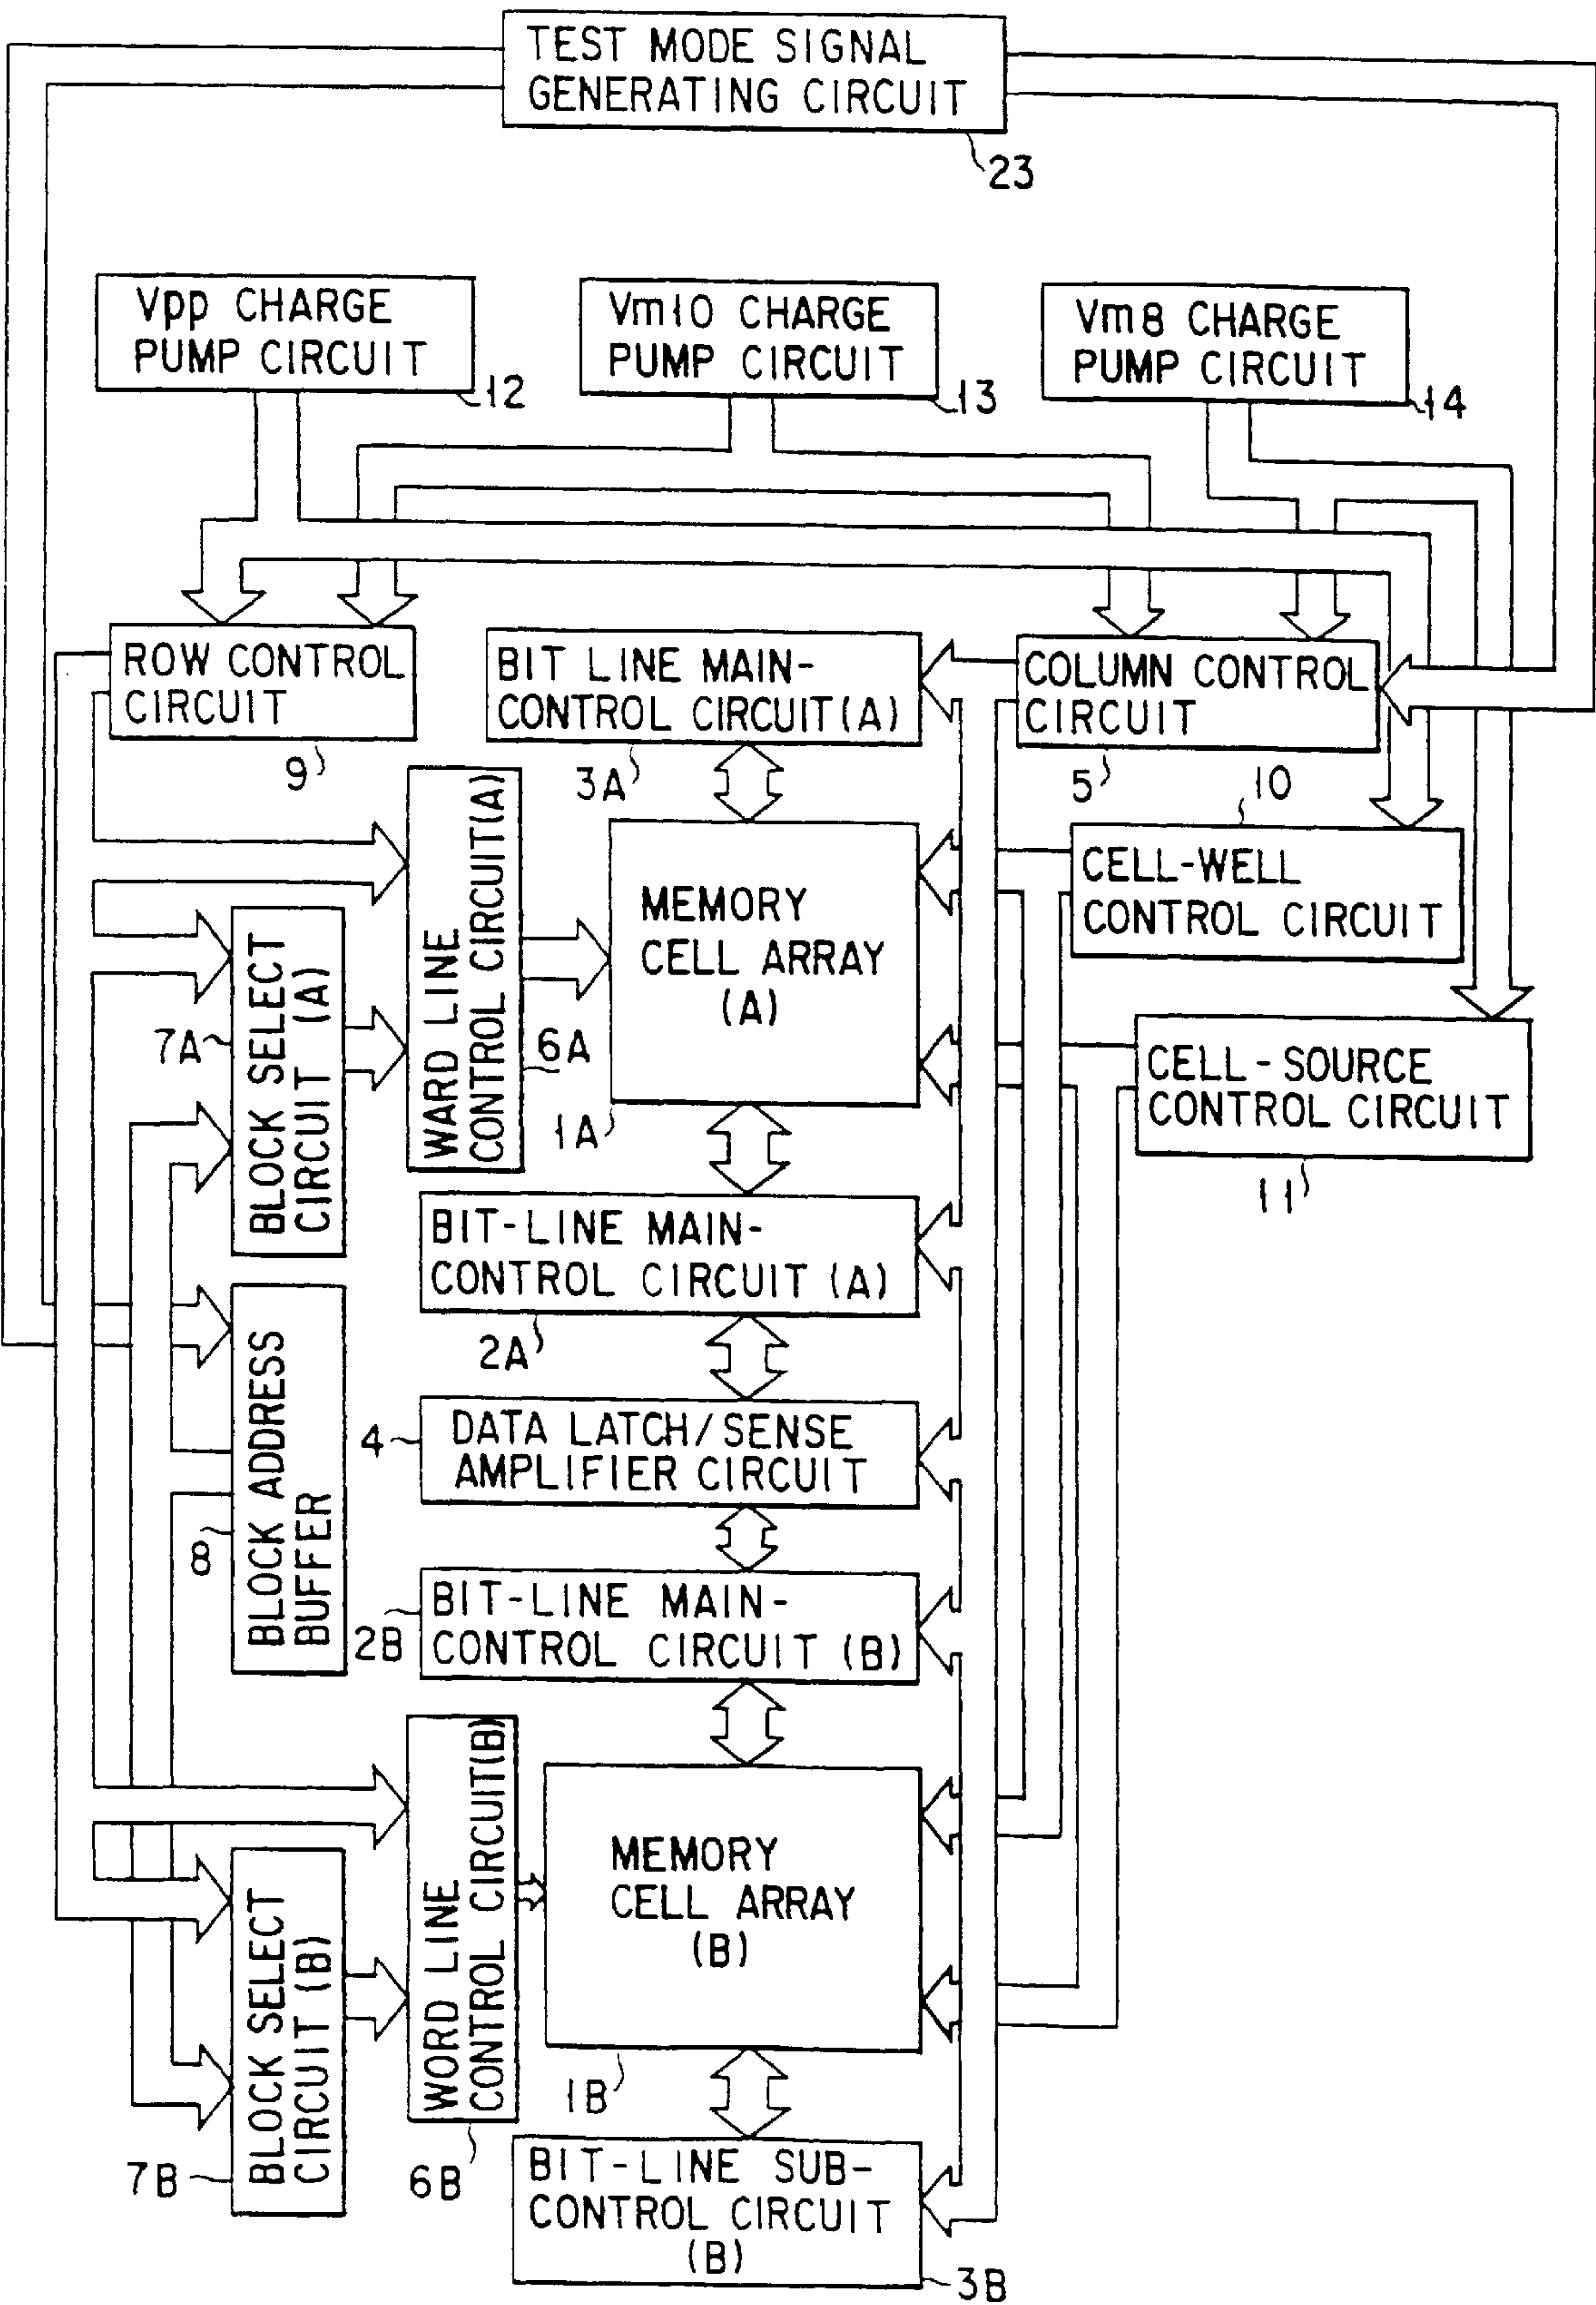 TEST MODE SIGNAL
GENERATING CIRCUIT
23
Vpp CHARGE
PUMP CIRCUIT
12
Vm10 CHARGE
PUMP CIRCUIT
13
Vm8 CHARGE
PUMP CIRCUIT
14
ROW CONTROL
CIRCUIT
9
BIT LINE MAIN-
CONTROL CIRCUIT(A)
3A
COLUMN CONTROL
CIRCUIT
5
10
CELL-WELL
CONTROL CIRCUIT
WARD LINE
CONTROL CIRCUIT(A)
6A
MEMORY
CELL ARRAY
(A)
1A
BLOCK SELECT
CIRCUIT (A)
7A
CELL-SOURCE
CONTROL CIRCUIT
11
BIT-LINE MAIN-
CONTROL CIRCUIT (A)
2A
BLOCK ADDRESS
BUFFER
8
4
DATA LATCH/SENSE
AMPLIFIER CIRCUIT
BIT-LINE MAIN-
CONTROL CIRCUIT (B)
2B
WORD LINE
CONTROL CIRCUIT(B)
6B
MEMORY
CELL ARRAY
(B)
1B
BLOCK SELECT
CIRCUIT (B)
7B
BIT-LINE SUB-
CONTROL CIRCUIT
(B)
3B